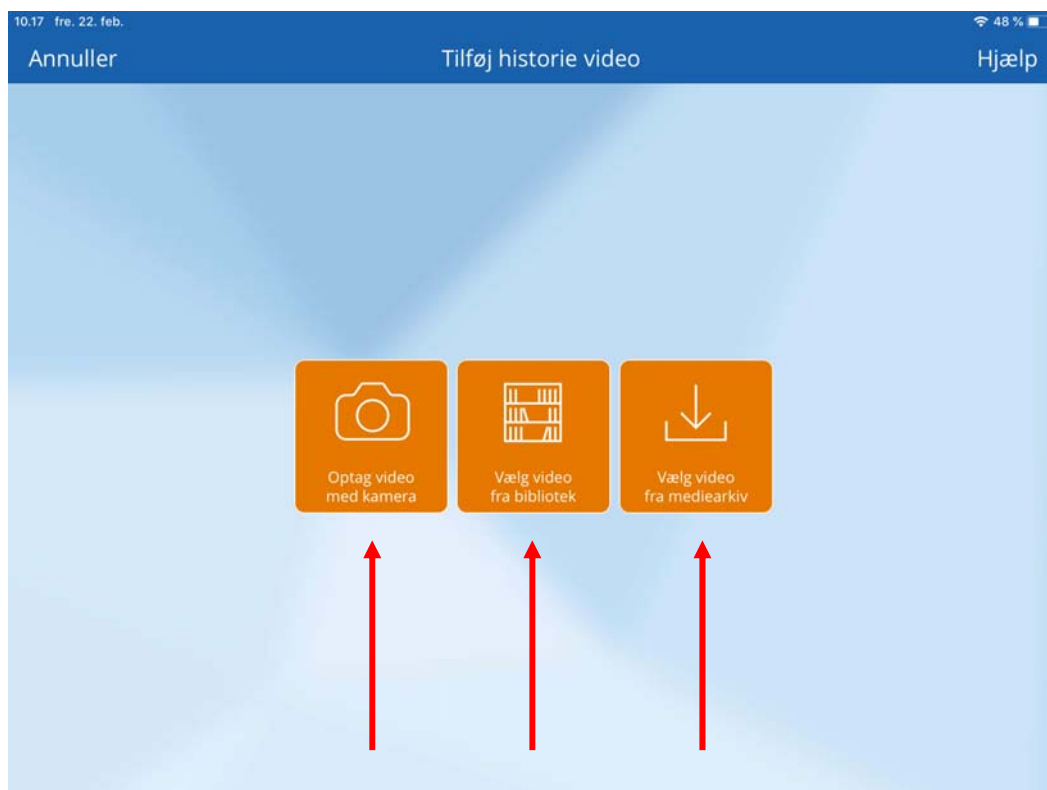 10.17 fre. 22. feb.
48 %
Annuller
Tilføj historie video
Hjælp
Optag video
med kamera
Vælg video
fra bibliotek
Vælg video
fra mediearkiv